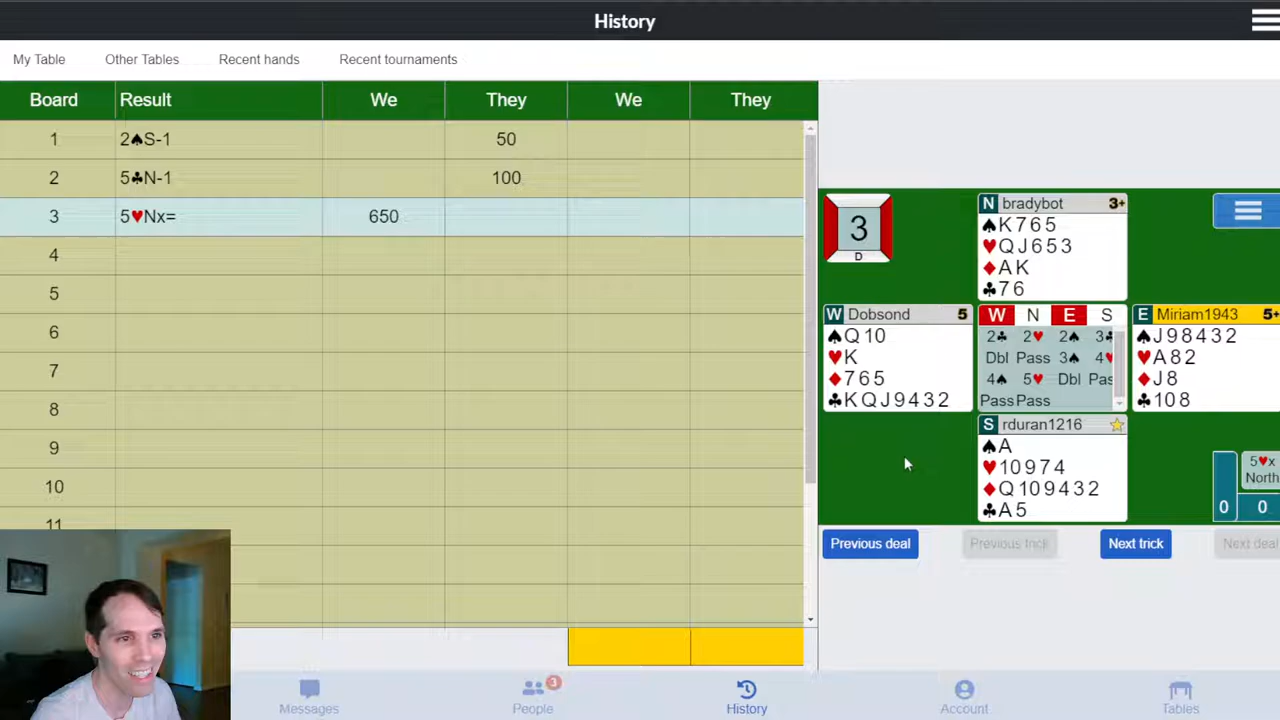 History
My Table Other Tables Recent hands Recent tournaments
Board Result We They We They
1 2♠S-1 50
2 5♣N-1 100
3 5♥Nx= 650
4
5
6
7
8
9
10
11
3
D
N bradybot 3+
♠K 7 6 5
♥Q J 6 5 3
♦A K
♣7 6
W Dobsond 5
♠Q 10
♥K
♦7 6 5
♣K Q J 9 4 3 2
W N E S
2♣ 2♥ 2♠ 3♣
Dbl Pass 3♠ 4♥
4♠ 5♥ Dbl Pas
Pass Pass
E Miriam1943 5+
♠J 9 8 4 3 2
♥A 8 2
♦J 8
♣10 8
S rduran1216
♠A
♥10 9 7 4
♦Q 10 9 4 3 2
♣A 5
5♥x
North
0 0
Previous deal Previous trick Next trick Next deal
3
Messages People History Account Tables